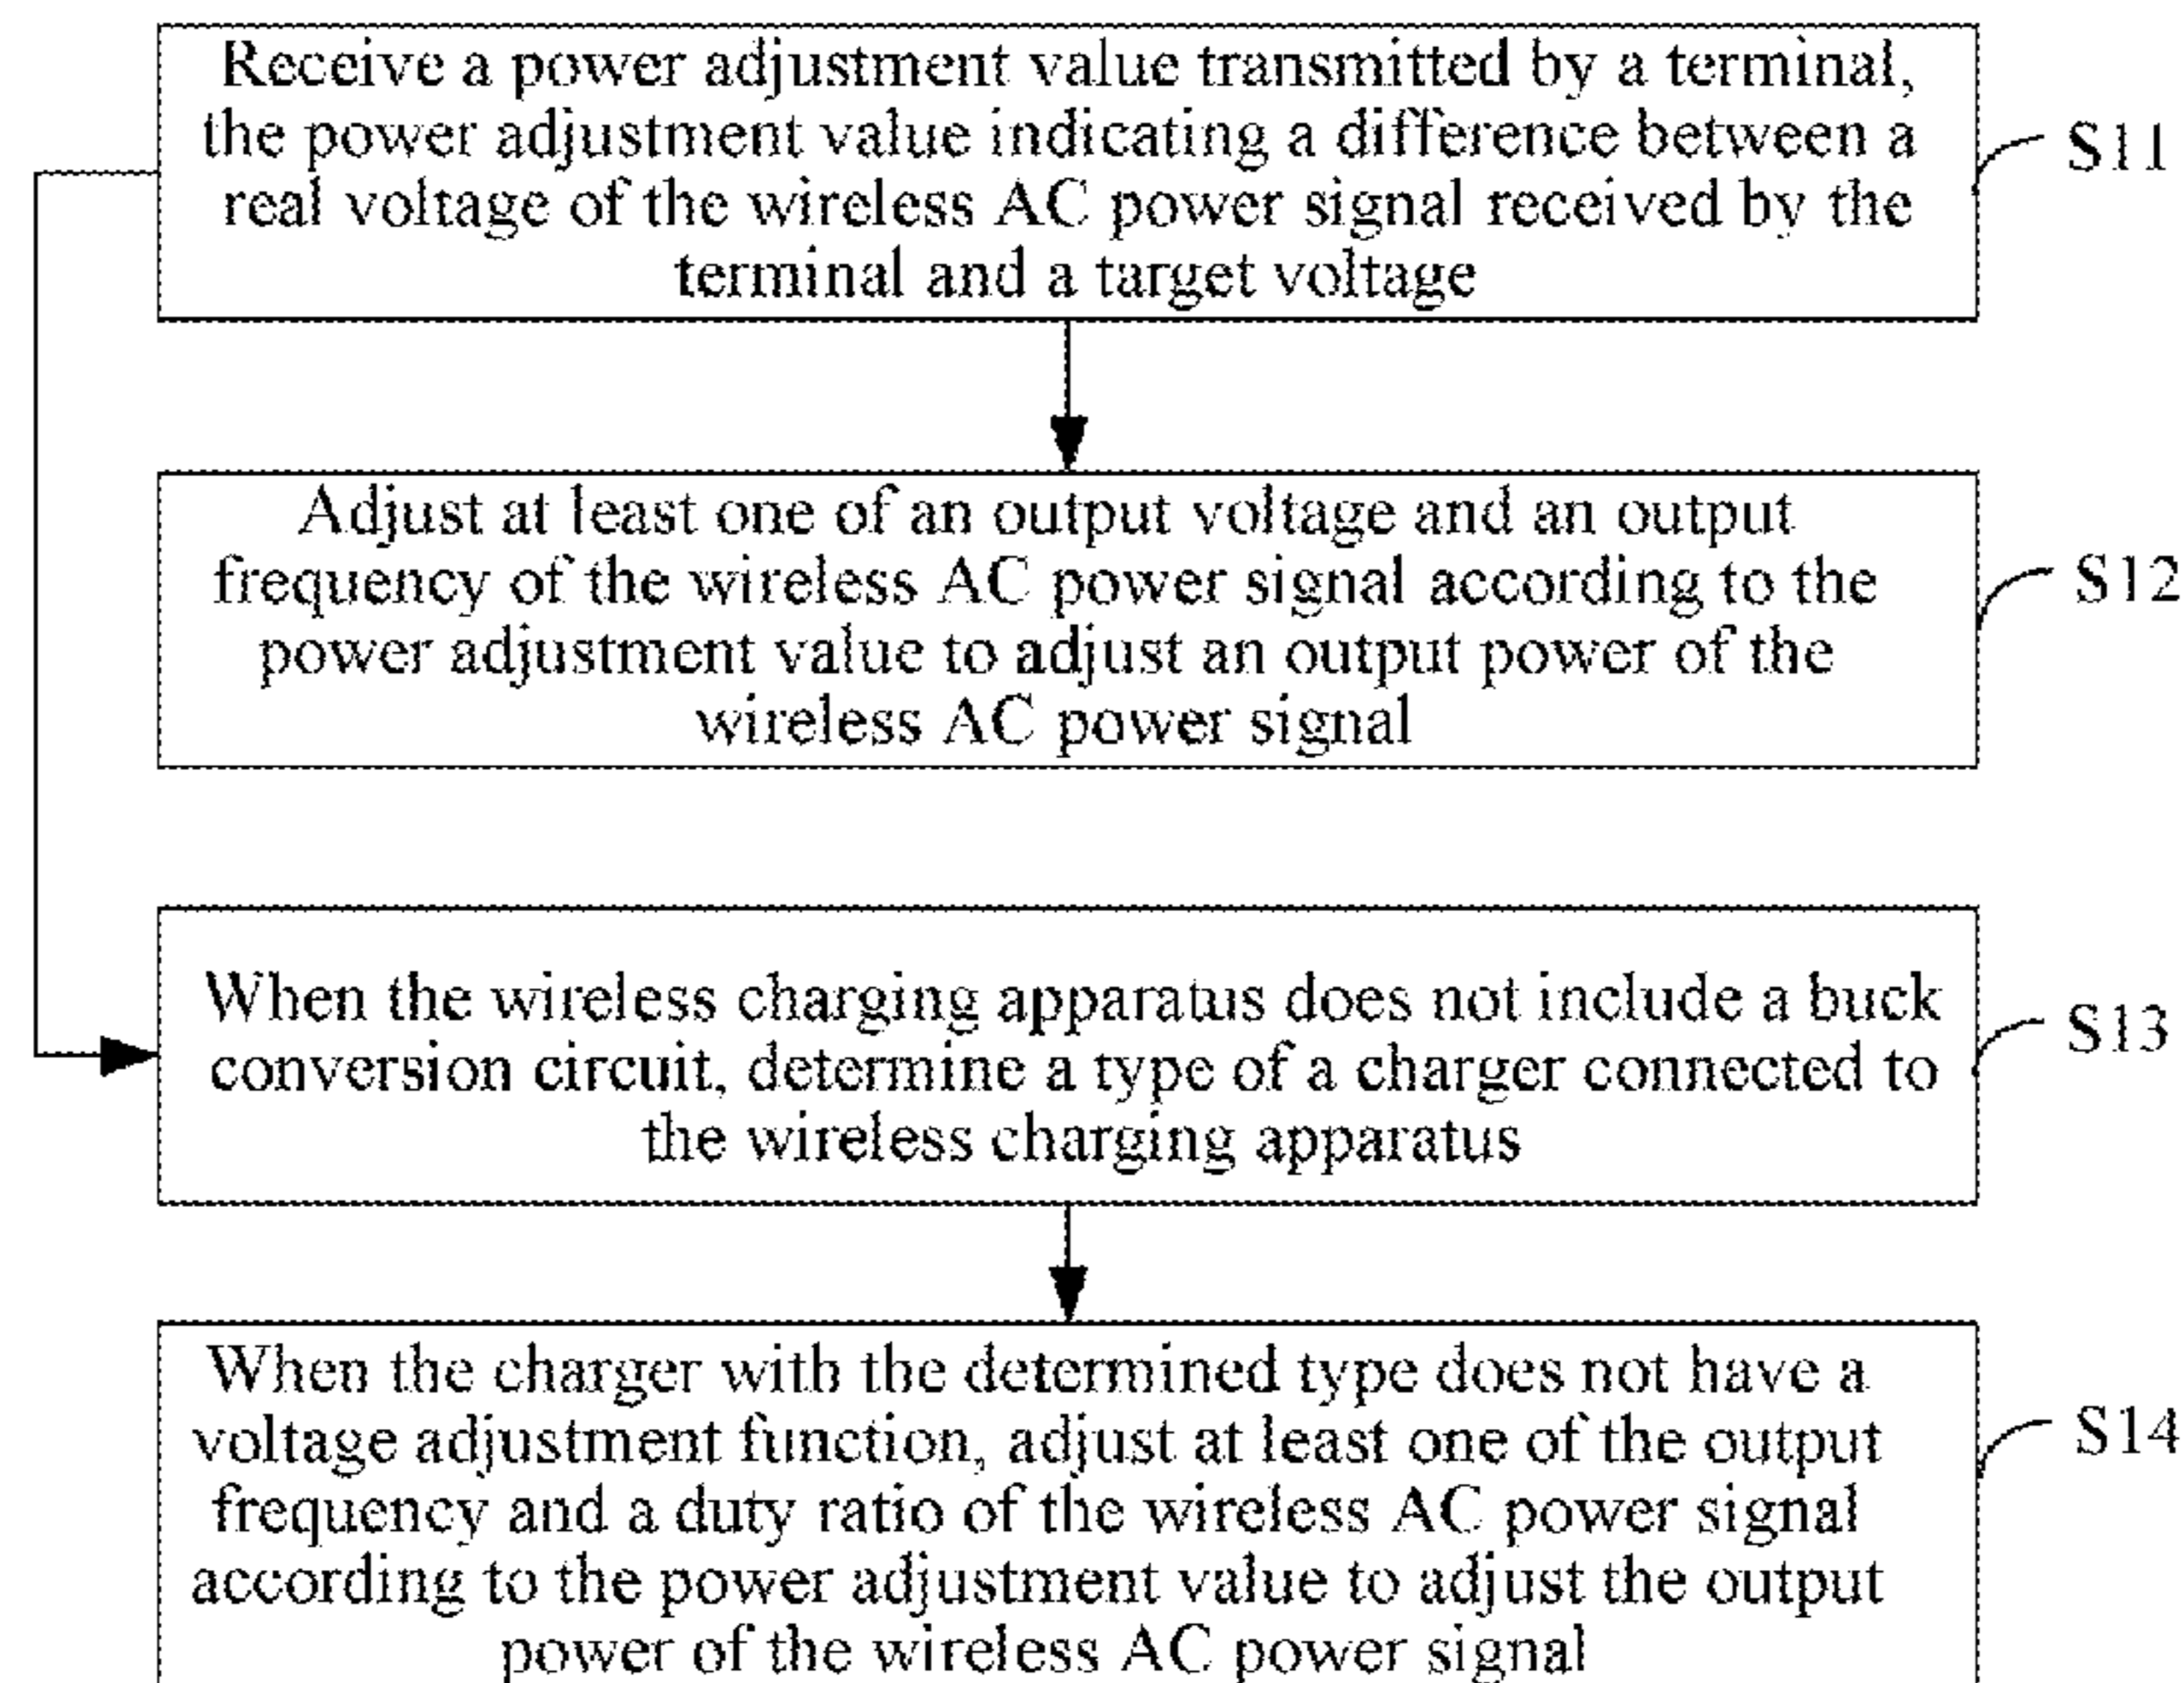 Receive a power adjustment value transmitted by a terminal,
the power adjustment value indicating a difference between a
real voltage of the wireless AC power signal received by the
terminal and a target voltage
S11
Adjust at least one of an output voltage and an output
frequency of the wireless AC power signal according to the
power adjustment value to adjust an output power of the
wireless AC power signal
S12
When the wireless charging apparatus does not include a buck
conversion circuit, determine a type of a charger connected to
the wireless charging apparatus
S13
When the charger with the determined type does not have a
voltage adjustment function, adjust at least one of the output
frequency and a duty ratio of the wireless AC power signal
according to the power adjustment value to adjust the output
power of the wireless AC power signal
S14